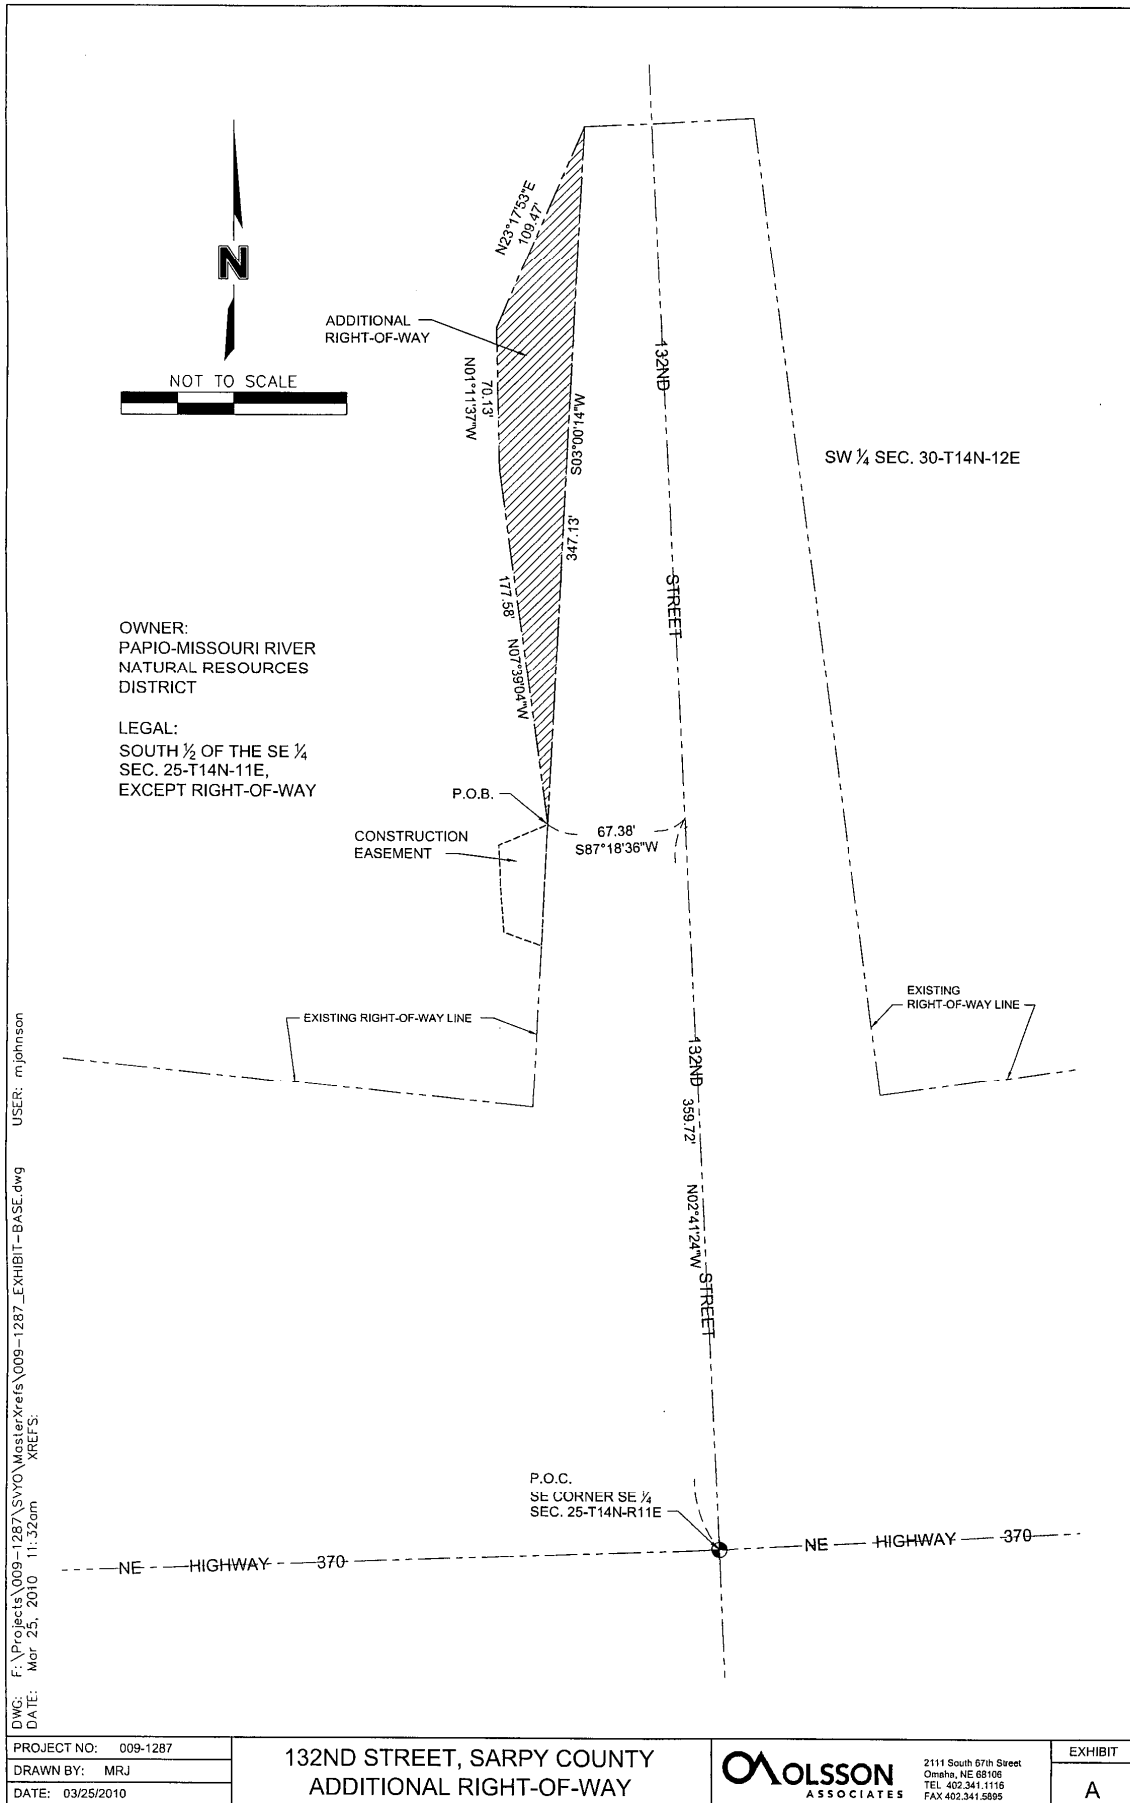 N
NOT TO SCALE
N23°17'53"E
109.47'
ADDITIONAL
RIGHT-OF-WAY
70.13'
N01°11'37"W
S03°00'14"W
347.13'
132ND
STREET
SW ¼ SEC. 30-T14N-12E
177.58'
N07°39'04"W
OWNER:
PAPIO-MISSOURI RIVER
NATURAL RESOURCES
DISTRICT
LEGAL:
SOUTH ½ OF THE SE ¼
SEC. 25-T14N-11E,
EXCEPT RIGHT-OF-WAY
P.O.B.
67.38'
S87°18'36"W
CONSTRUCTION
EASEMENT
EXISTING RIGHT-OF-WAY LINE
EXISTING
RIGHT-OF-WAY LINE
132ND
359.72'
N02°41'24"W
STREET
P.O.C.
SE CORNER SE ¼
SEC. 25-T14N-R11E
NE HIGHWAY 370
NE HIGHWAY 370
DWG: F:\Projects\009-1287\SVYO\MasterXrefs\009-1287_EXHIBIT-BASE.dwg USER: mjohnson
DATE: Mar 25, 2010 11:32am XREFS:
PROJECT NO: 009-1287
DRAWN BY: MRJ
DATE: 03/25/2010
132ND STREET, SARPY COUNTY
ADDITIONAL RIGHT-OF-WAY
OLSSON
ASSOCIATES
2111 South 67th Street
Omaha, NE 68106
TEL 402.341.1116
FAX 402.341.5895
EXHIBIT
A